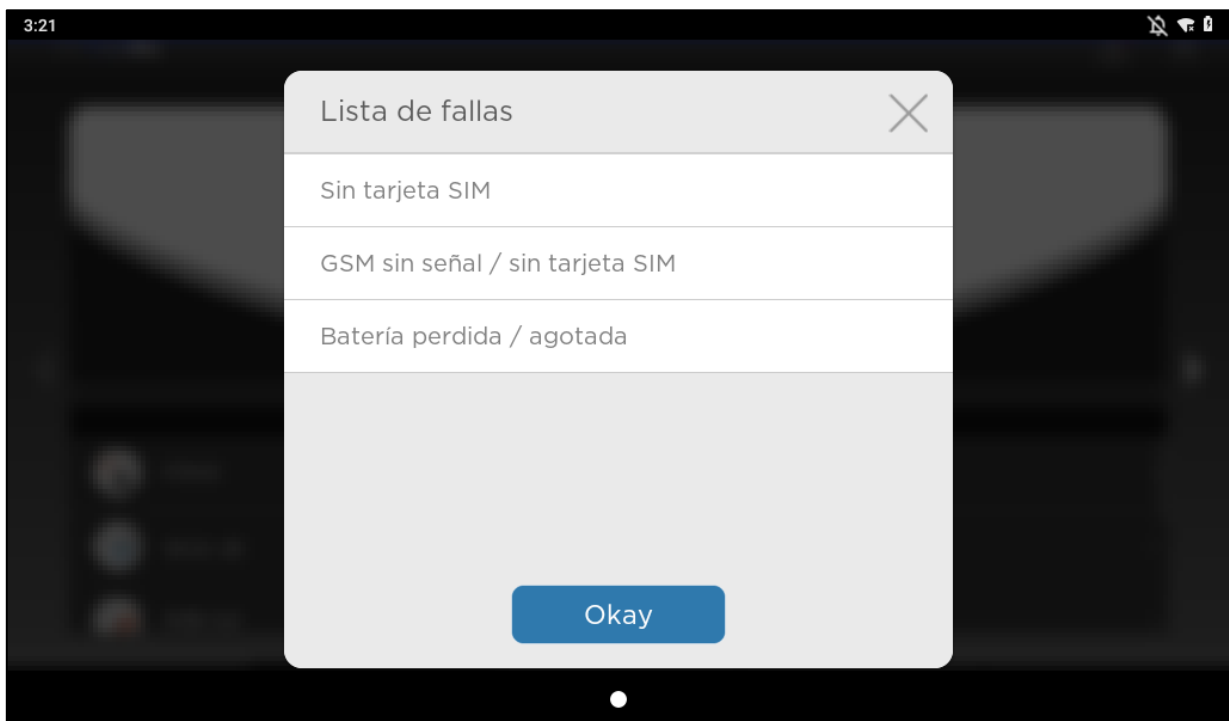 3:21
Lista de fallas
Sin tarjeta SIM
GSM sin señal / sin tarjeta SIM
Batería perdida / agotada
Okay